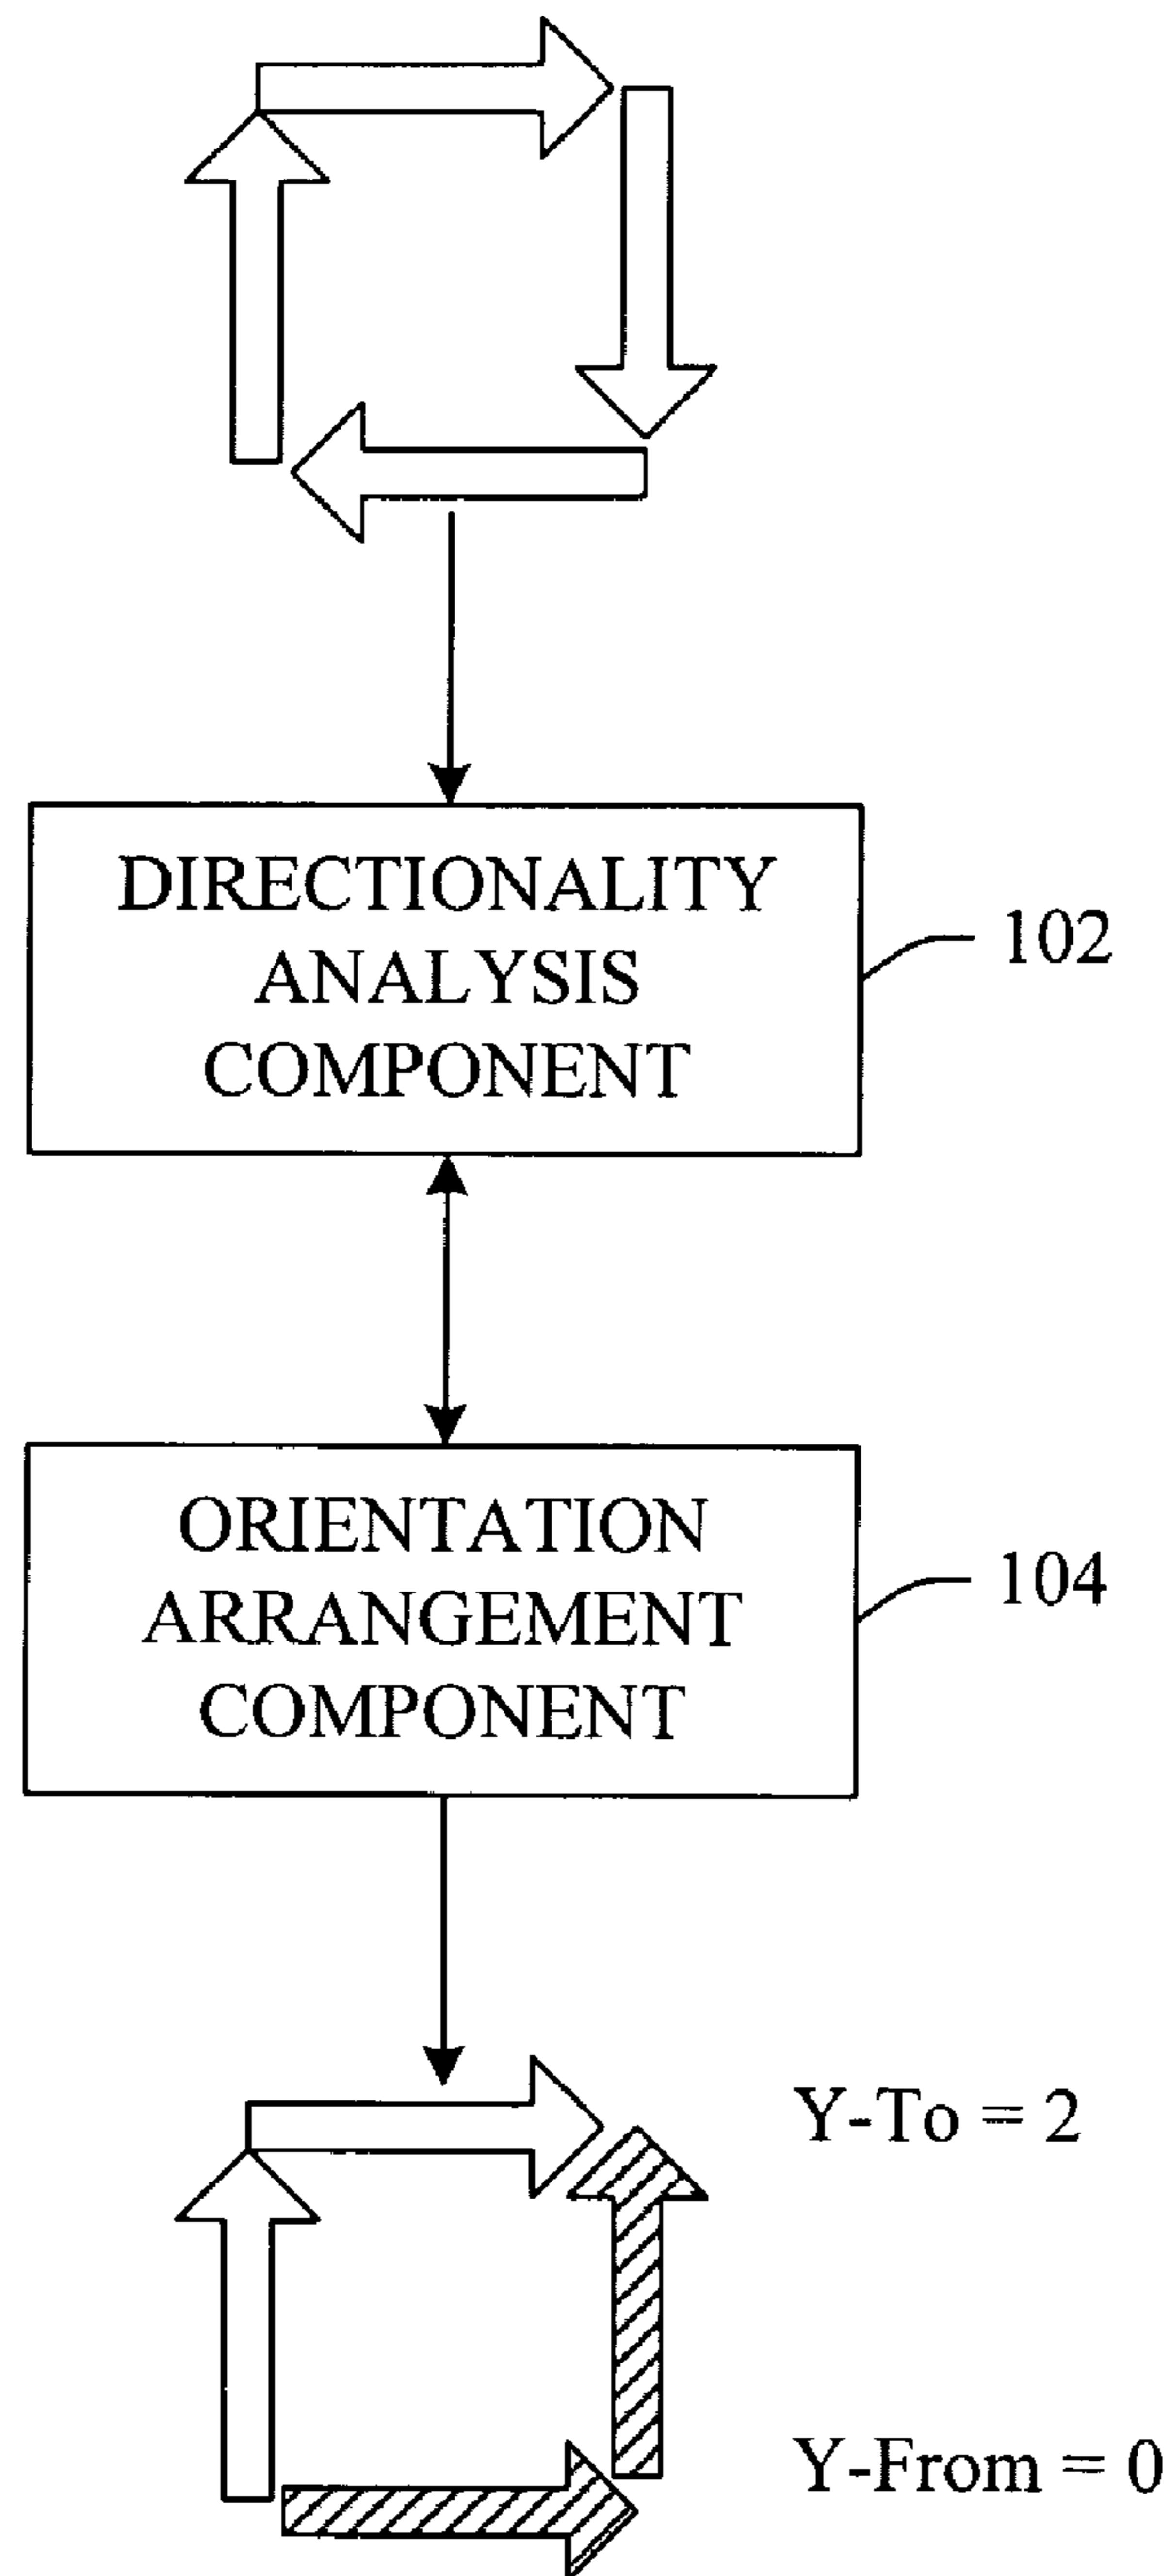 DIRECTIONALITY
ANALYSIS
COMPONENT
102
ORIENTATION
ARRANGEMENT
COMPONENT
104
Y-To = 2
Y-From = 0